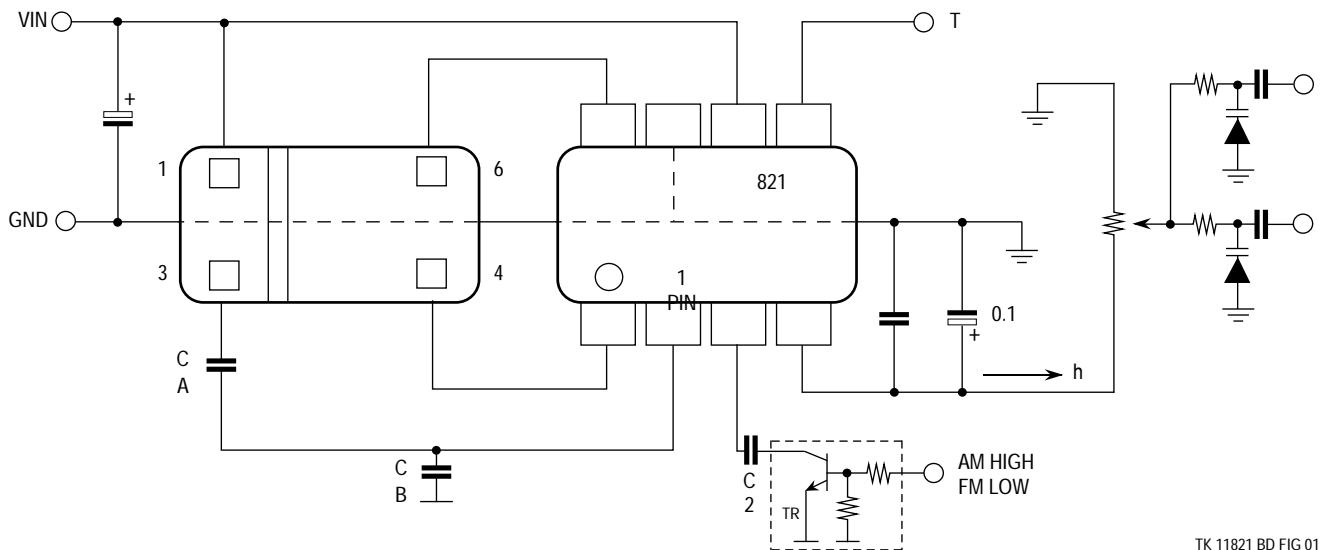 VIN
T
+
1
6
821
GND
3
4
1
PIN
0.1
+
h
C
A
C
B
C
2
TR
AM HIGH
FM LOW
TK 11821 BD FIG 01